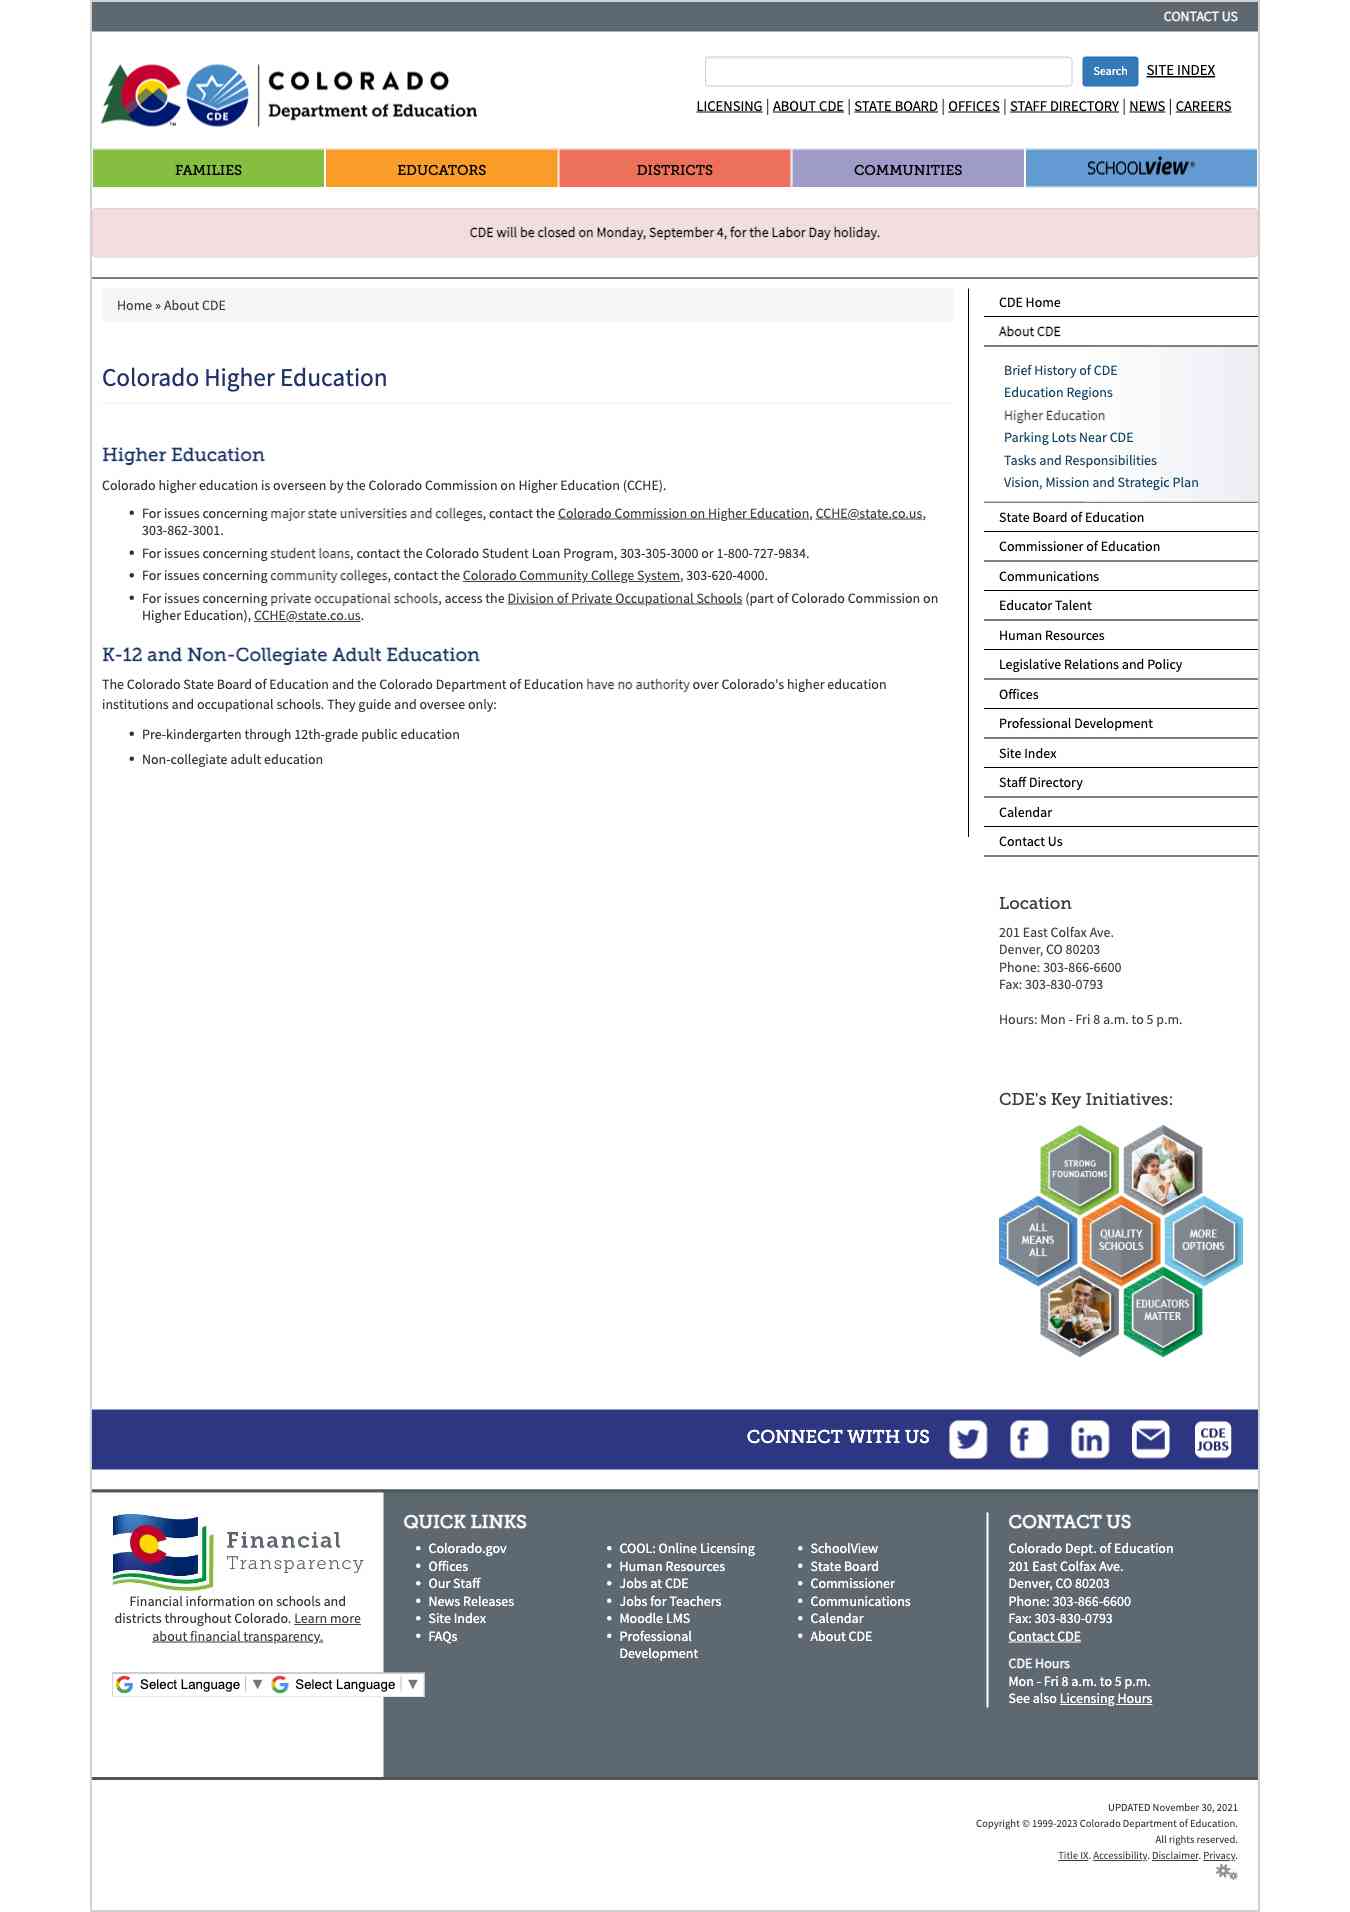 CONTACT US
COLORADO
Department of Education
CDE
TM
Search
SITE INDEX
LICENSING | ABOUT CDE | STATE BOARD | OFFICES | STAFF DIRECTORY | NEWS | CAREERS
FAMILIES
EDUCATORS
DISTRICTS
COMMUNITIES
SCHOOLview®
CDE will be closed on Monday, September 4, for the Labor Day holiday.
Home » About CDE
Colorado Higher Education
Higher Education
Colorado higher education is overseen by the Colorado Commission on Higher Education (CCHE).
• For issues concerning major state universities and colleges, contact the Colorado Commission on Higher Education, CCHE@state.co.us,
303-862-3001.
• For issues concerning student loans, contact the Colorado Student Loan Program, 303-305-3000 or 1-800-727-9834.
• For issues concerning community colleges, contact the Colorado Community College System, 303-620-4000.
• For issues concerning private occupational schools, access the Division of Private Occupational Schools (part of Colorado Commission on
Higher Education), CCHE@state.co.us.
K-12 and Non-Collegiate Adult Education
The Colorado State Board of Education and the Colorado Department of Education have no authority over Colorado's higher education
institutions and occupational schools. They guide and oversee only:
• Pre-kindergarten through 12th-grade public education
• Non-collegiate adult education
CDE Home
About CDE
Brief History of CDE
Education Regions
Higher Education
Parking Lots Near CDE
Tasks and Responsibilities
Vision, Mission and Strategic Plan
State Board of Education
Commissioner of Education
Communications
Educator Talent
Human Resources
Legislative Relations and Policy
Offices
Professional Development
Site Index
Staff Directory
Calendar
Contact Us
Location
201 East Colfax Ave.
Denver, CO 80203
Phone: 303-866-6600
Fax: 303-830-0793
Hours: Mon - Fri 8 a.m. to 5 p.m.
CDE's Key Initiatives:
STRONG
FOUNDATIONS
ALL
MEANS
ALL
QUALITY
SCHOOLS
MORE
OPTIONS
EDUCATORS
MATTER
CONNECT WITH US
CDE
JOBS
Financial
Transparency
Financial information on schools and
districts throughout Colorado. Learn more
about financial transparency.
Select Language ▼
Select Language ▼
QUICK LINKS
• Colorado.gov
• Offices
• Our Staff
• News Releases
• Site Index
• FAQs
• COOL: Online Licensing
• Human Resources
• Jobs at CDE
• Jobs for Teachers
• Moodle LMS
• Professional
Development
• SchoolView
• State Board
• Commissioner
• Communications
• Calendar
• About CDE
CONTACT US
Colorado Dept. of Education
201 East Colfax Ave.
Denver, CO 80203
Phone: 303-866-6600
Fax: 303-830-0793
Contact CDE
CDE Hours
Mon - Fri 8 a.m. to 5 p.m.
See also Licensing Hours
UPDATED November 30, 2021
Copyright © 1999-2023 Colorado Department of Education.
All rights reserved.
Title IX. Accessibility. Disclaimer. Privacy.